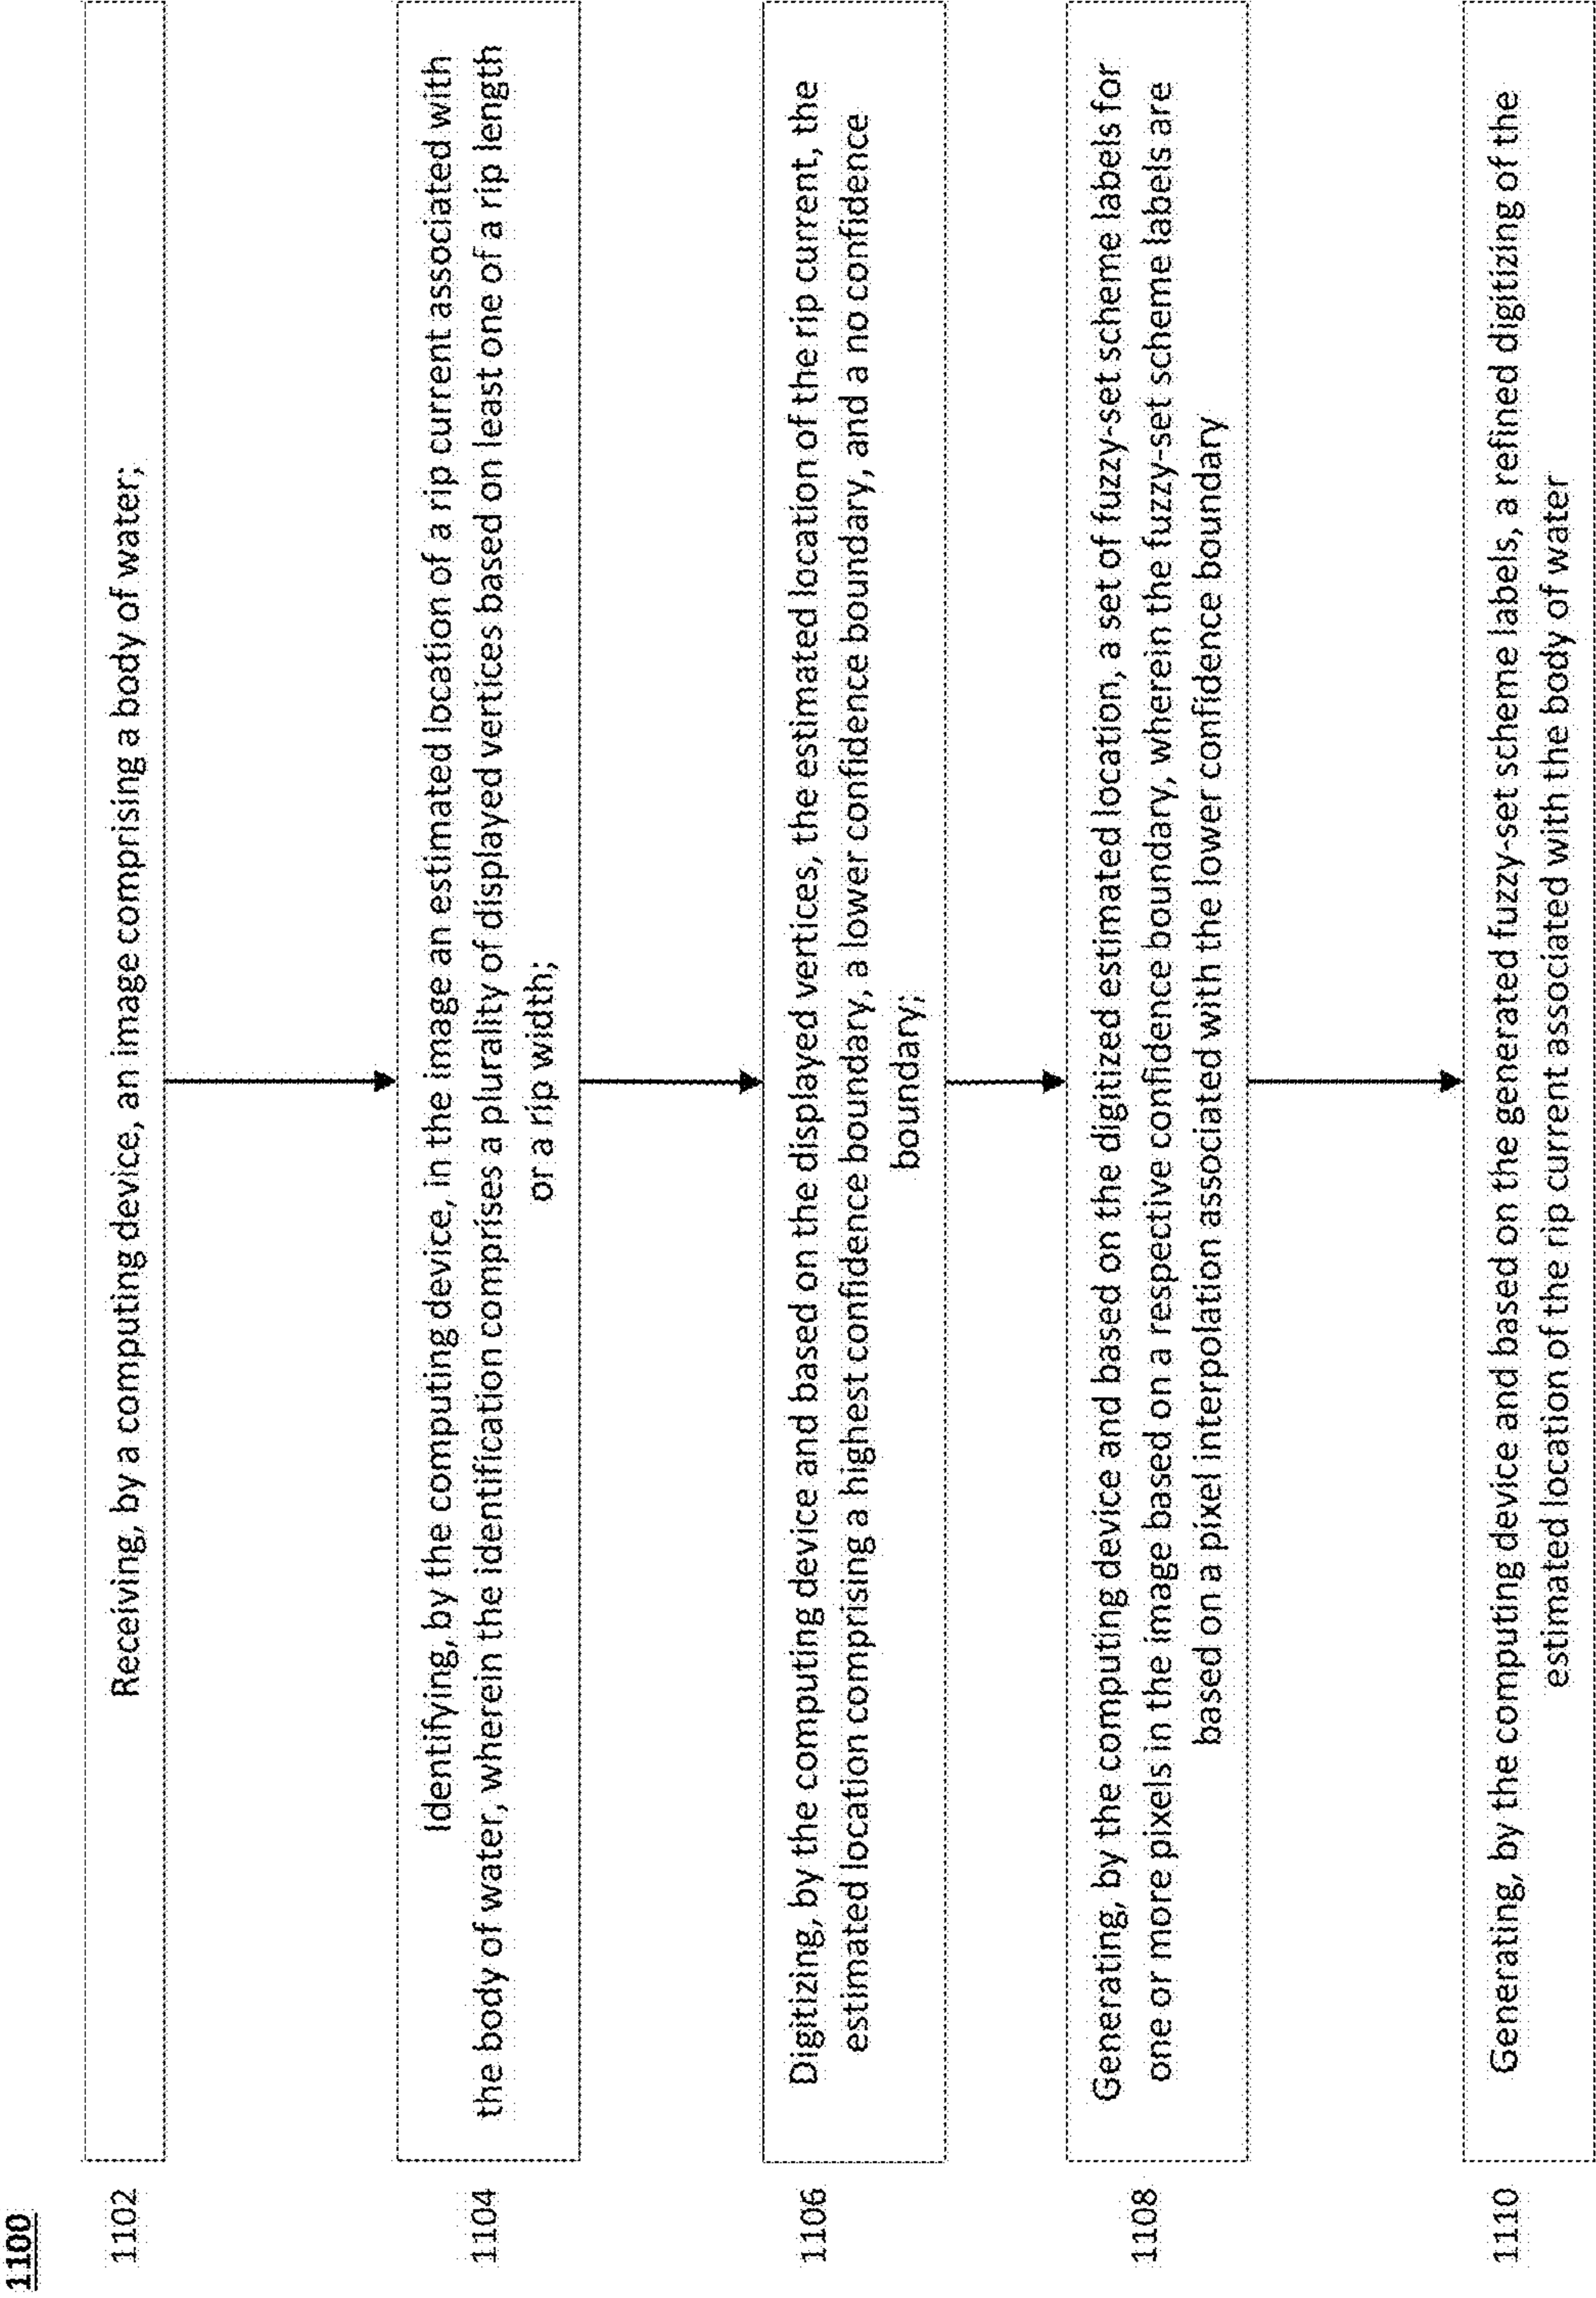 1100
1102
Receiving, by a computing device, an image comprising a body of water;
1104
Identifying, by the computing device, in the image an estimated location of a rip current associated with
the body of water, wherein the identification comprises a plurality of displayed vertices based on least one of a rip length
or a rip width;
1106
Digitizing, by the computing device and based on the displayed vertices, the estimated location of the rip current, the
estimated location comprising a highest confidence boundary, a lower confidence boundary, and a no confidence
boundary;
1108
Generating, by the computing device and based on the digitized estimated location, a set of fuzzy-set scheme labels for
one or more pixels in the image based on a respective confidence boundary, wherein the fuzzy-set scheme labels are
based on a pixel interpolation associated with the lower confidence boundary
1110
Generating, by the computing device and based on the generated fuzzy-set scheme labels, a refined digitizing of the
estimated location of the rip current associated with the body of water